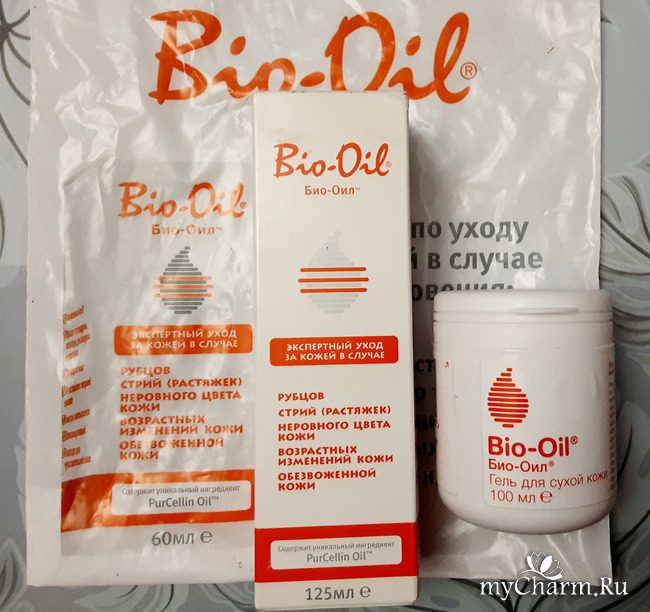 Bio-Oil®
по уходу
й в случае
Bio-Oil®
Био-Оил™
ЭКСПЕРТНЫЙ УХОД
ЗА КОЖЕЙ В СЛУЧАЕ
РУБЦОВ
СТРИЙ (РАСТЯЖЕК)
НЕРОВНОГО ЦВЕТА
КОЖИ
ВОЗРАСТНЫХ
ИЗМЕНЕНИЙ КОЖИ
ОБЕЗВОЖЕННОЙ
КОЖИ
Содержит уникальный ингредиент
PurCellin Oil™
60мл e
Bio-Oil®
Био-Оил™
ЭКСПЕРТНЫЙ УХОД
ЗА КОЖЕЙ В СЛУЧАЕ
РУБЦОВ
СТРИЙ (РАСТЯЖЕК)
НЕРОВНОГО ЦВЕТА
КОЖИ
ВОЗРАСТНЫХ
ИЗМЕНЕНИЙ КОЖИ
ОБЕЗВОЖЕННОЙ
КОЖИ
Содержит уникальный ингредиент
PurCellin Oil™
125мл e
Bio-Oil®
Био-Оил®
Гель для сухой кожи
100 мл e
myCharm.Ru